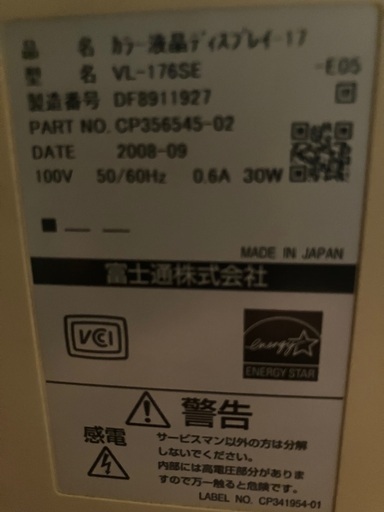 品 名 カラー液晶ディスプレイ-17
型 名 VL-176SE -E05
製造番号 DF8911927
PART NO. CP356545-02
DATE 2008-09
100V 50/60Hz 0.6A 30W
MADE IN JAPAN
富士通株式会社
VCCI
energy
ENERGY STAR
警告
感電
サービスマン以外の方は分解
しないでください。
内部には高電圧部分がありま
すので万一触ると危険です。
LABEL NO. CP341954-01